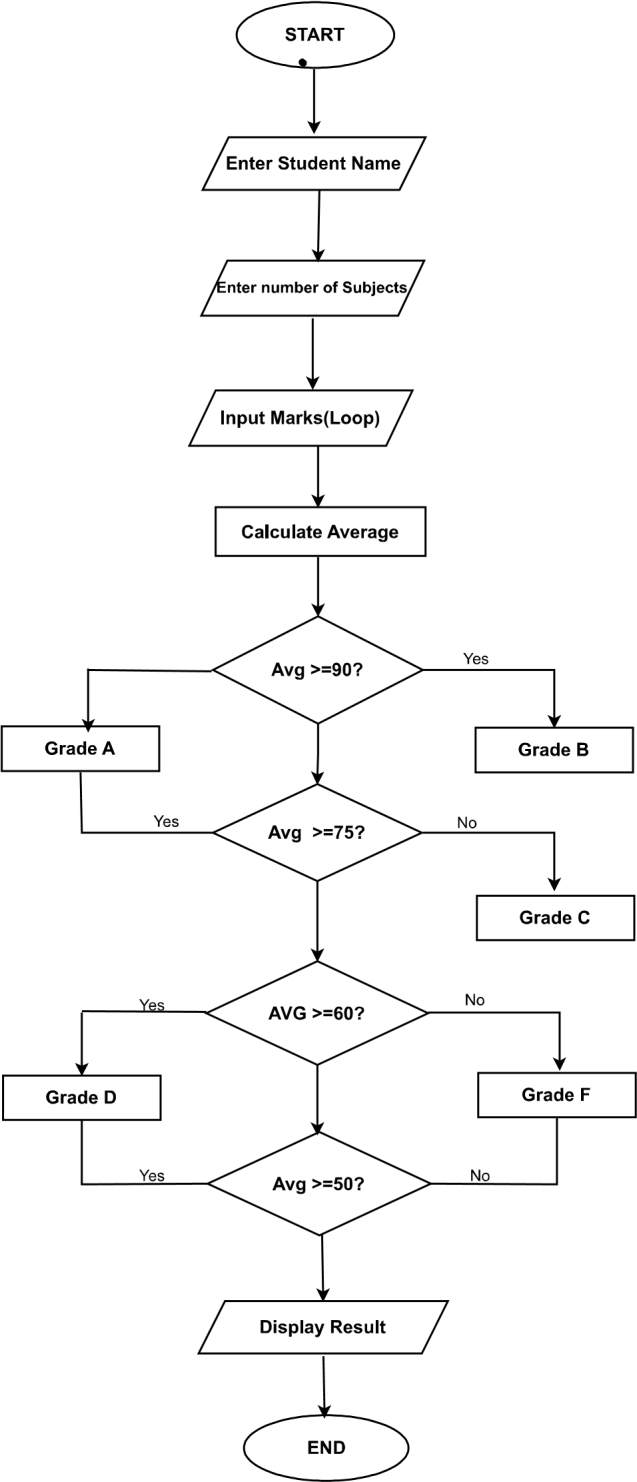 START
Enter Student Name
Enter number of Subjects
Input Marks(Loop)
Calculate Average
Avg >=90?
Yes
Grade A
Grade B
Yes
Avg >=75?
No
Grade C
Yes
AVG >=60?
No
Grade D
Grade F
Yes
Avg >=50?
No
Display Result
END